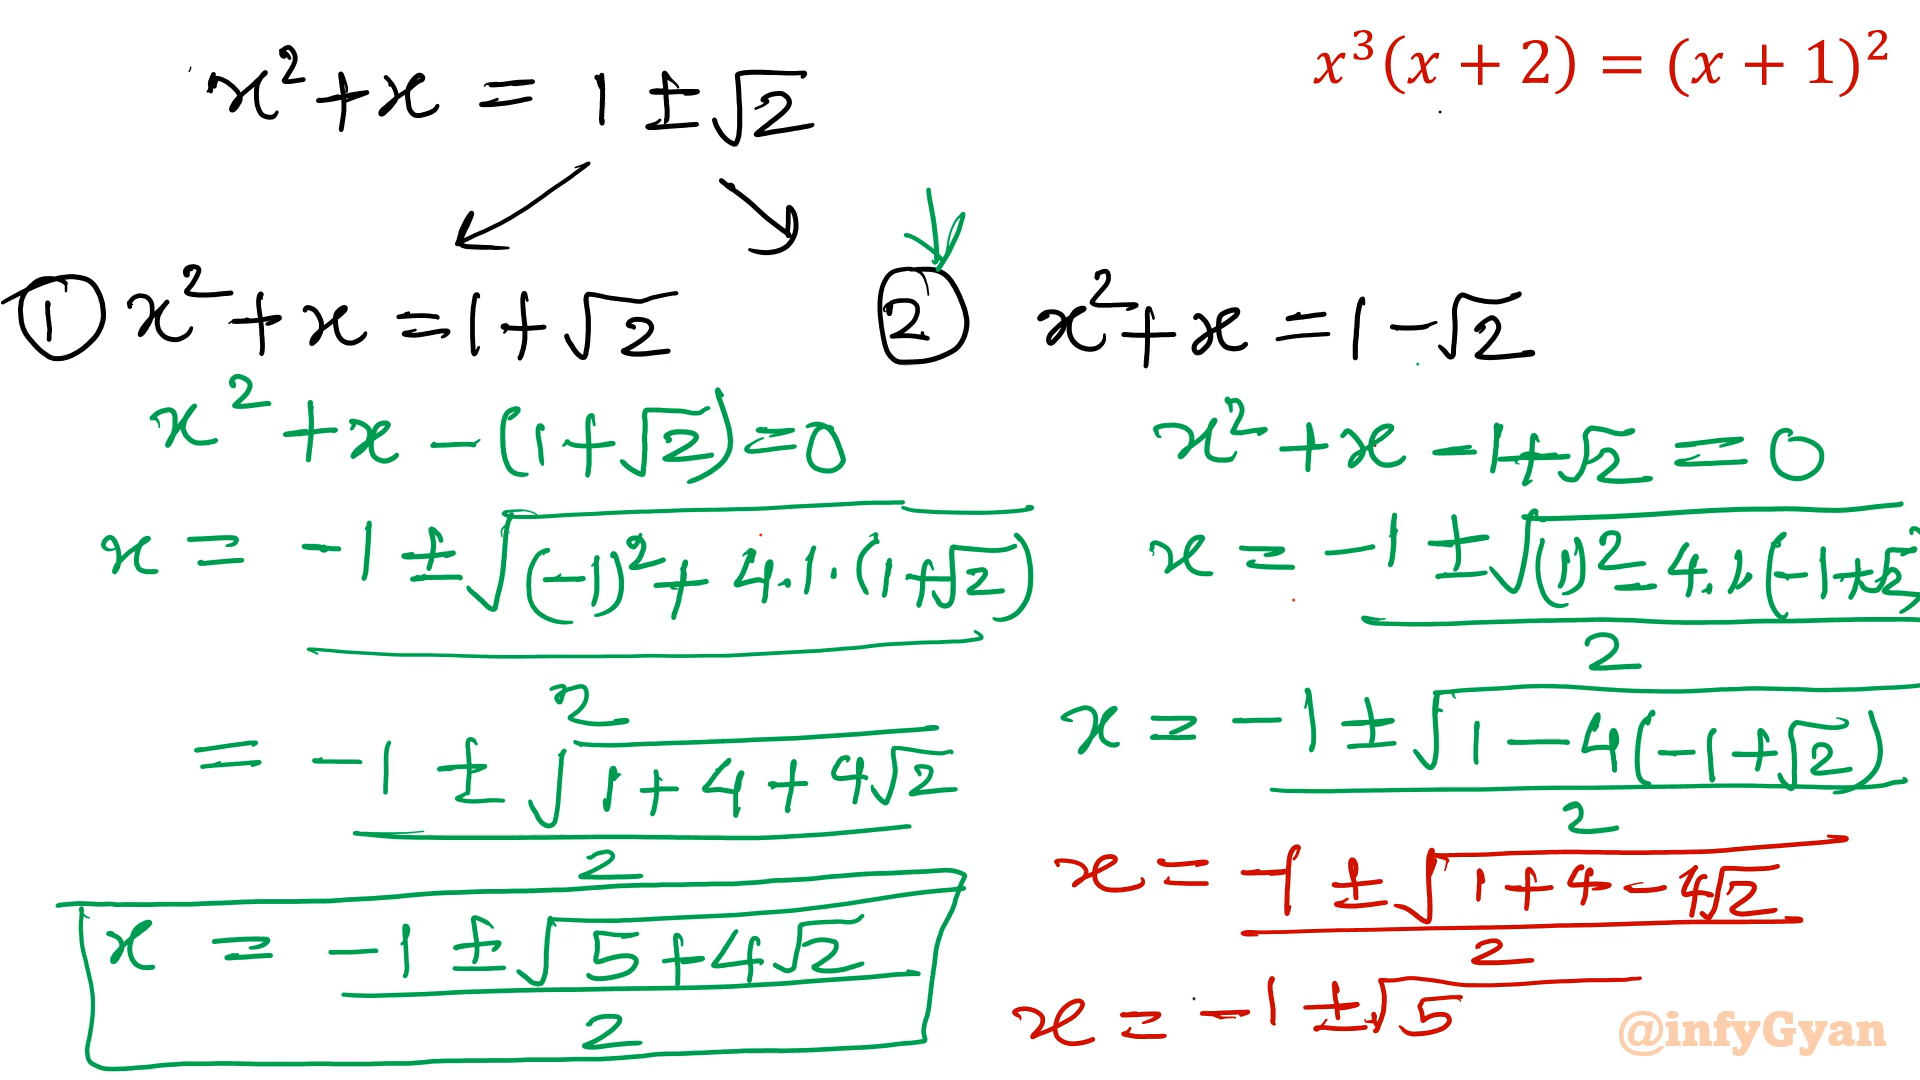 x³(x + 2) = (x + 1)²
x² + x = 1 ± √2
① x² + x = 1 + √2
x² + x - (1 + √2) = 0
x = -1 ± √((-1)² + 4.1.(1 + √2))
2
= -1 ± √(1 + 4 + 4√2)
2
x = -1 ± √(5 + 4√2)
2
② x² + x = 1 - √2
x² + x - 1 + √2 = 0
x = -1 ± √((1)² - 4.1(-1 + √2)
2
x = -1 ± √(1 - 4(-1 + √2))
2
x = -1 ± √(1 + 4 - 4√2)
2
x = -1 ± √5
@infyGyan